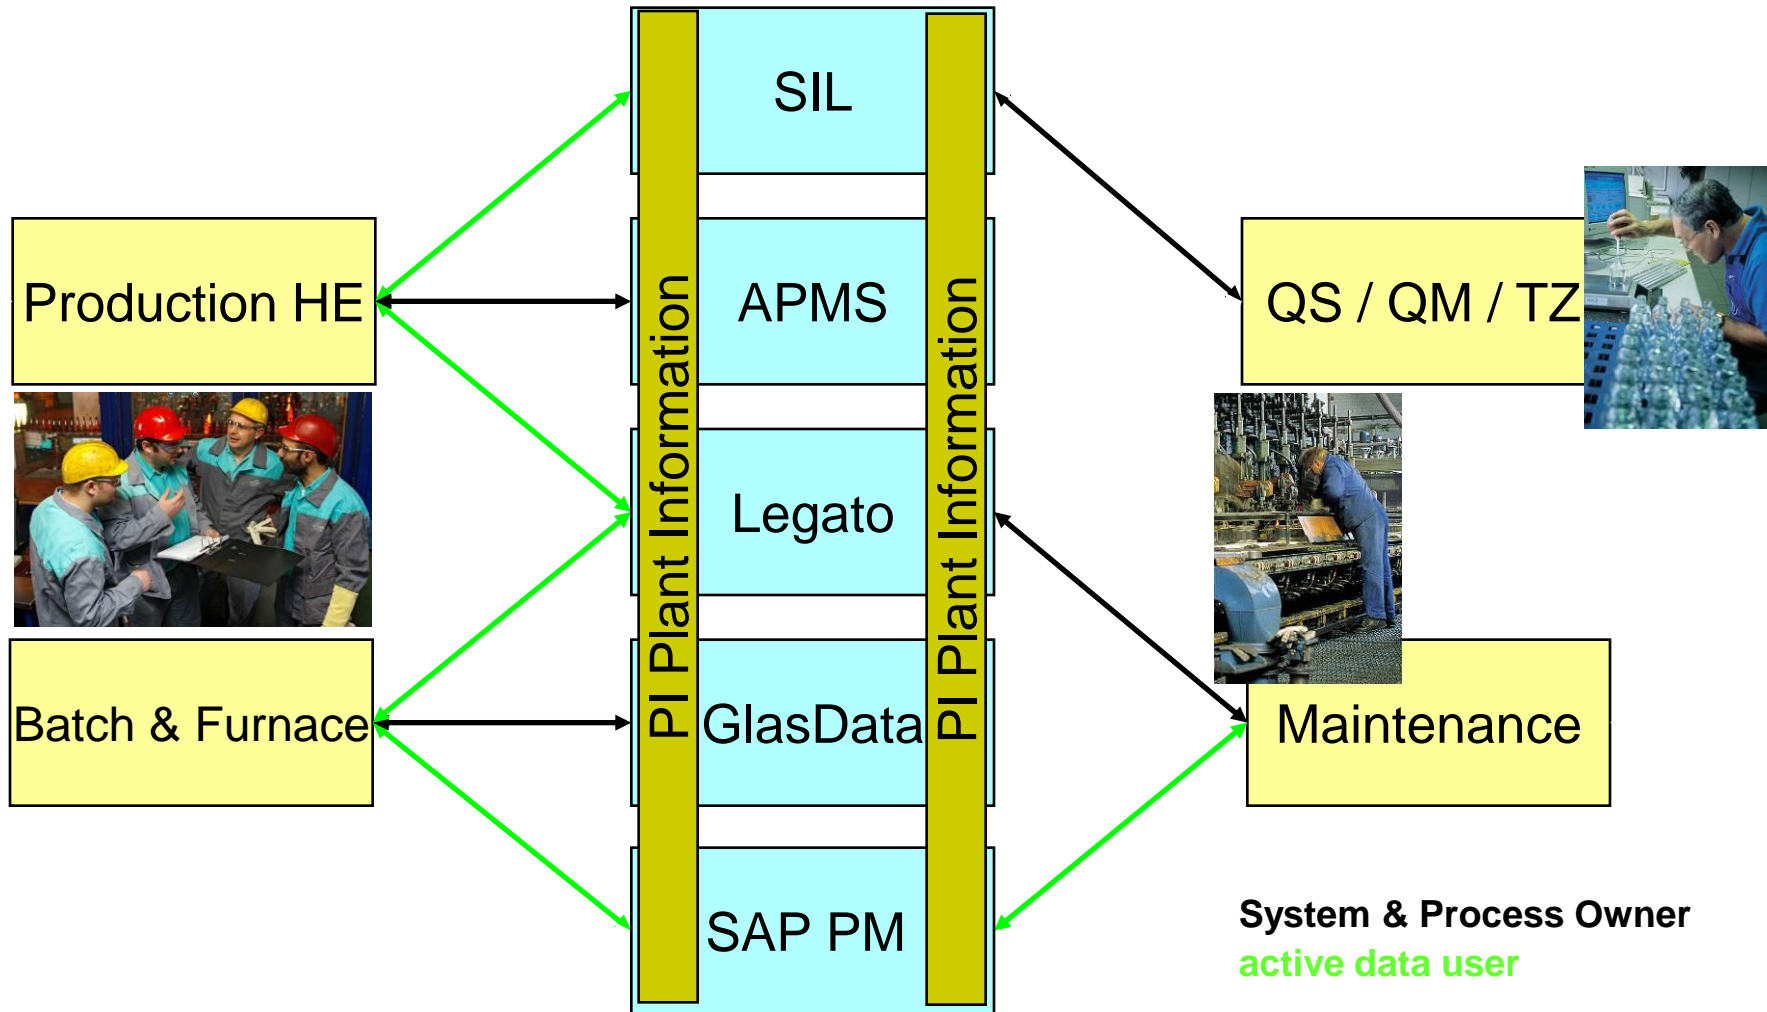 SIL
Production HE
APMS
QS / QM / TZ
PI Plant Information
PI Plant Information
Legato
Batch & Furnace
GlasData
Maintenance
SAP PM
System & Process Owner
active data user